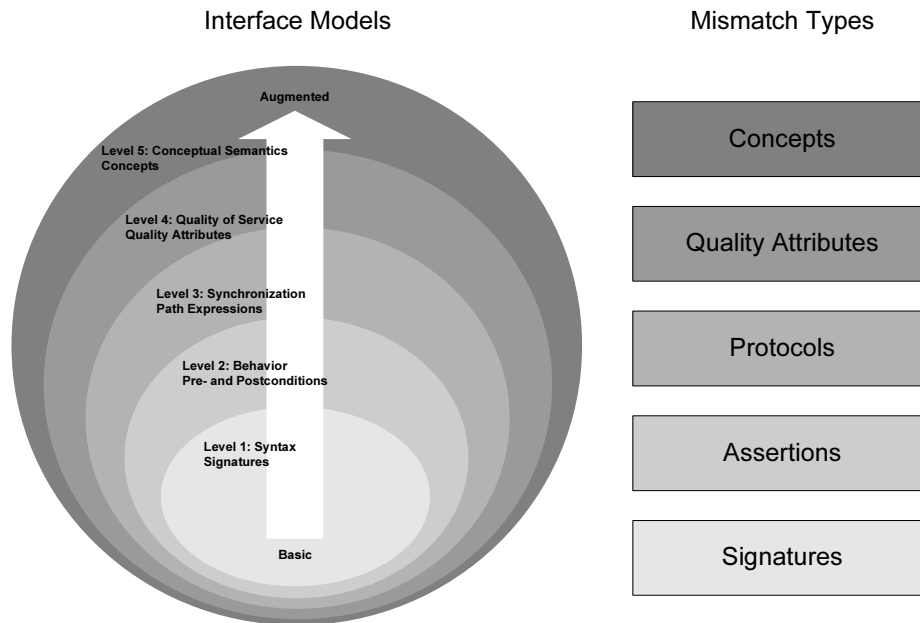 Interface Models
Augmented
Level 5: Conceptual Semantics
Concepts
Level 4: Quality of Service
Quality Attributes
Level 3: Synchronization
Path Expressions
Level 2: Behavior
Pre- and Postconditions
Level 1: Syntax
Signatures
Basic
Mismatch Types
Concepts
Quality Attributes
Protocols
Assertions
Signatures